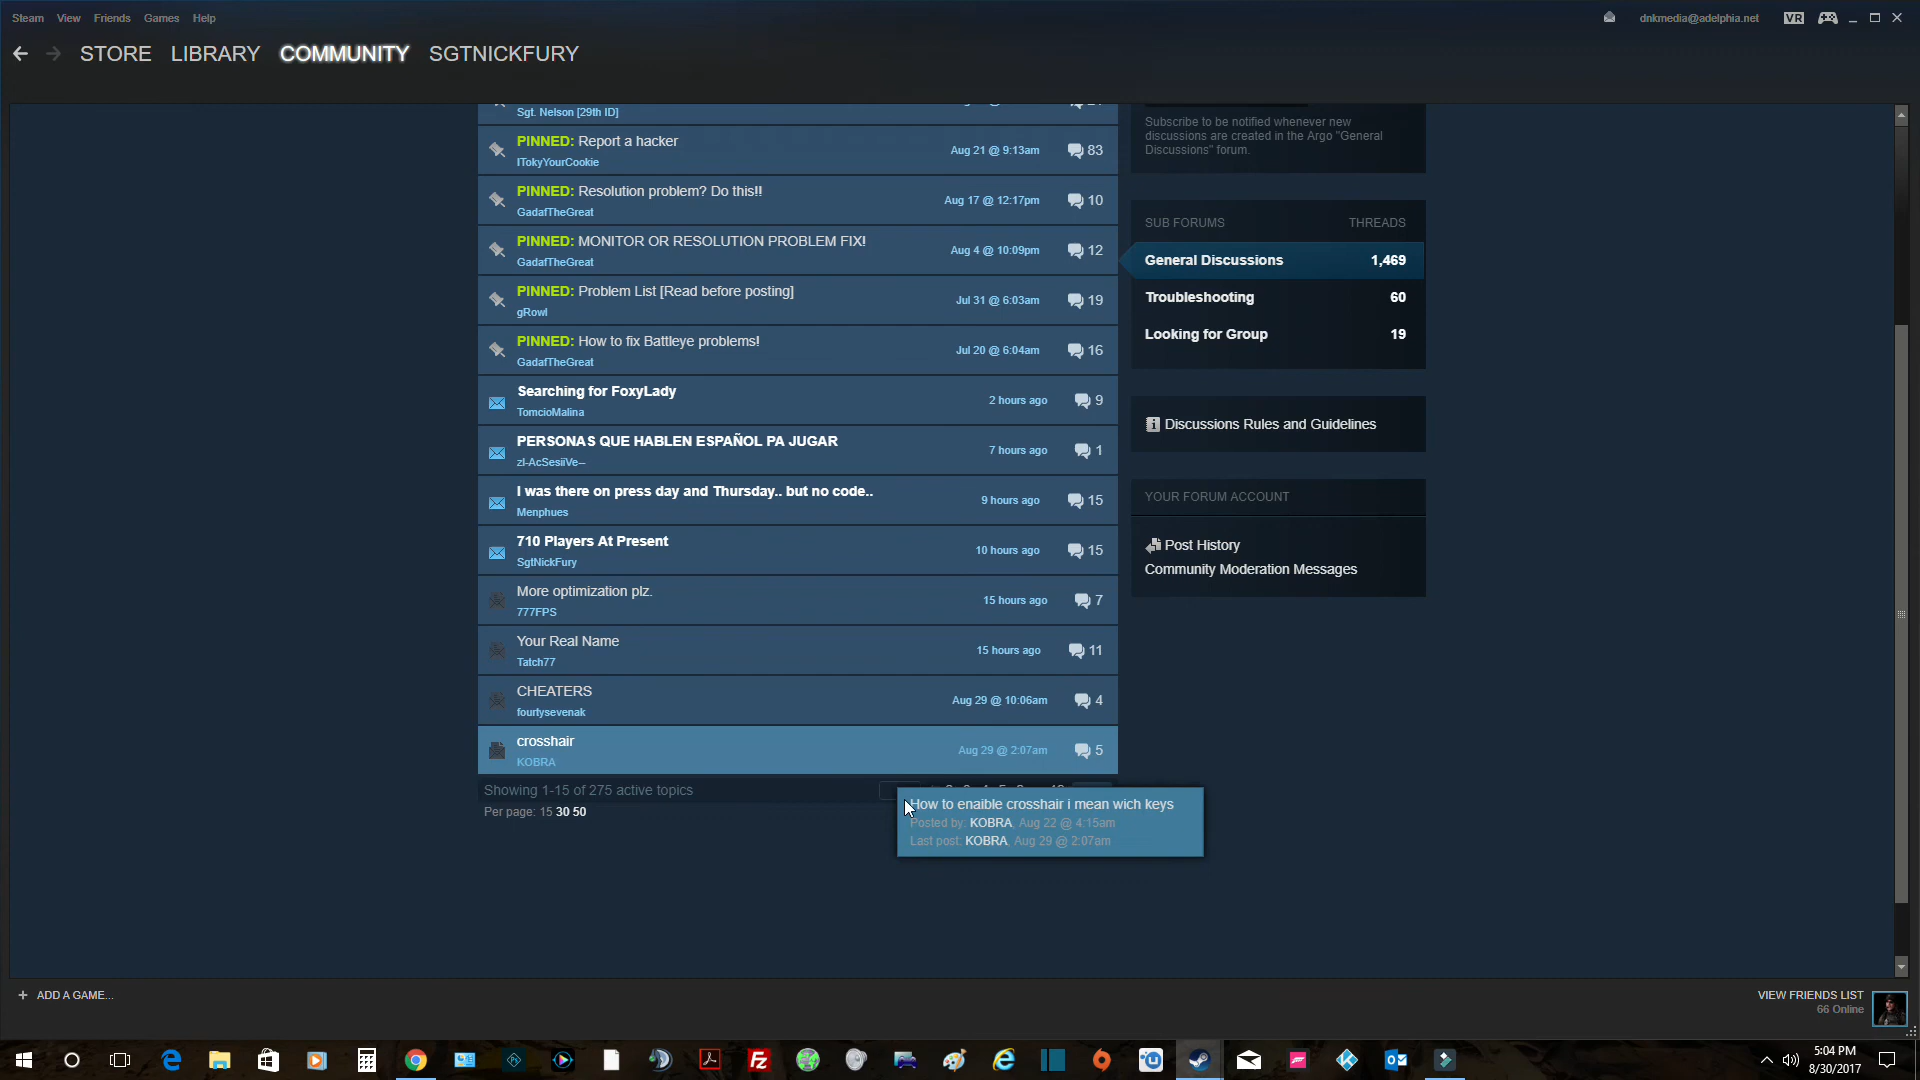 Steam View Friends Games Help
dnkmedia@adelphia.net VR
STORE LIBRARY COMMUNITY SGTNICKFURY
Sgt. Nelson [29th ID]
PINNED: Report a hacker
Aug 21 @ 9:13am 83
ITokyYourCookie
PINNED: Resolution problem? Do this!!
Aug 17 @ 12:17pm 10
GadafTheGreat
PINNED: MONITOR OR RESOLUTION PROBLEM FIX!
Aug 4 @ 10:09pm 12
GadafTheGreat
PINNED: Problem List [Read before posting]
Jul 31 @ 6:03am 19
gRowl
PINNED: How to fix Battleye problems!
Jul 20 @ 6:04am 16
GadafTheGreat
Searching for FoxyLady
2 hours ago 9
TomcioMalina
PERSONAS QUE HABLEN ESPAÑOL PA JUGAR
7 hours ago 1
zI-AcSesiiVe--
I was there on press day and Thursday.. but no code..
9 hours ago 15
Menphues
710 Players At Present
10 hours ago 15
SgtNickFury
More optimization plz.
15 hours ago 7
777FPS
Your Real Name
15 hours ago 11
Tatch77
CHEATERS
Aug 29 @ 10:06am 4
fourtysevenak
crosshair
Aug 29 @ 2:07am 5
KOBRA
Showing 1-15 of 275 active topics
Per page: 15 30 50
How to enaible crosshair i mean wich keys
Posted by: KOBRA, Aug 22 @ 4:15am
Last post: KOBRA, Aug 29 @ 2:07am
Subscribe to be notified whenever new
discussions are created in the Argo "General
Discussions" forum.
SUB FORUMS THREADS
General Discussions 1,469
Troubleshooting 60
Looking for Group 19
Discussions Rules and Guidelines
YOUR FORUM ACCOUNT
Post History
Community Moderation Messages
+ ADD A GAME...
VIEW FRIENDS LIST
66 Online
5:04 PM
8/30/2017